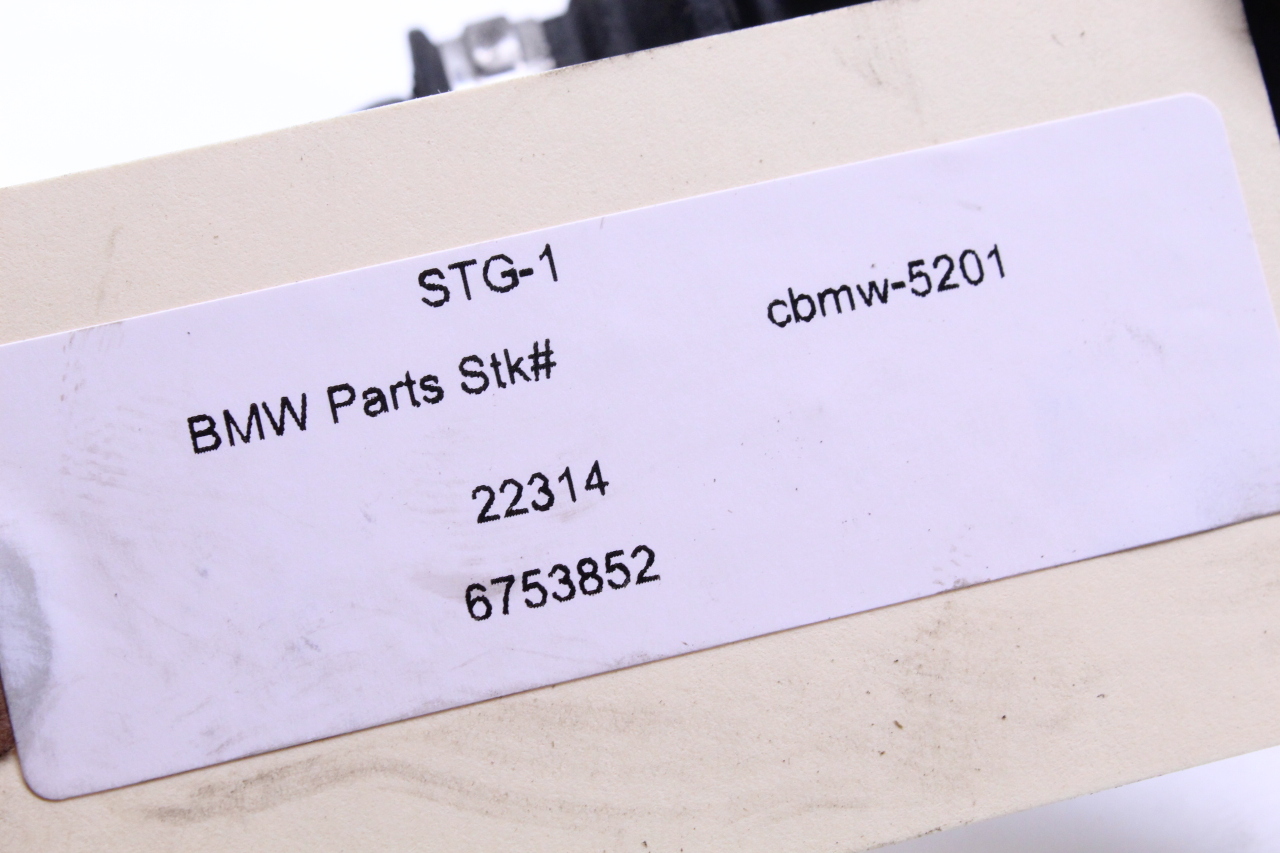 STG-1
cbmw-5201
BMW Parts Stk#
22314
6753852